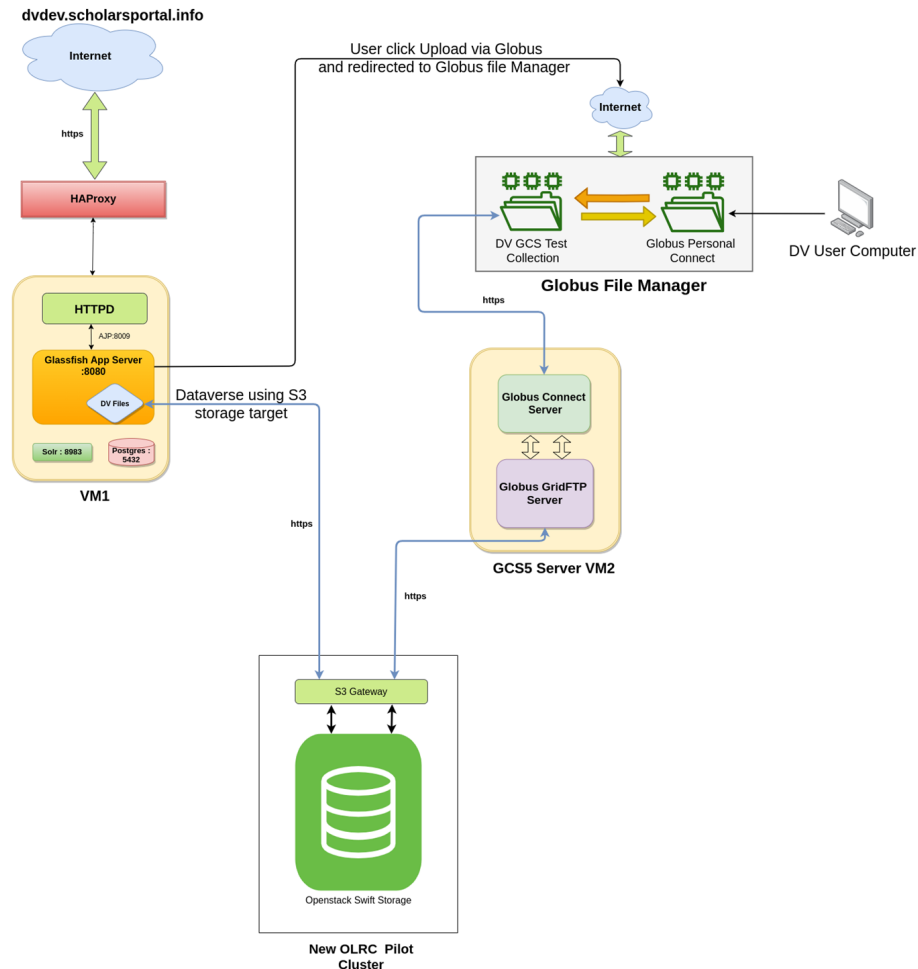 dvdev.scholarsportal.info
Internet
https
HAProxy
HTTPD
AJP:8009
Glassfish App Server
:8080
DV Files
Solr : 8983
Postgres :
5432
VM1
User click Upload via Globus
and redirected to Globus file Manager
Internet
DV GCS Test
Collection
Globus Personal
Connect
Globus File Manager
DV User Computer
https
Dataverse using S3
storage target
Globus Connect
Server
Globus GridFTP
Server
GCS5 Server VM2
https
https
S3 Gateway
Openstack Swift Storage
New OLRC Pilot
Cluster